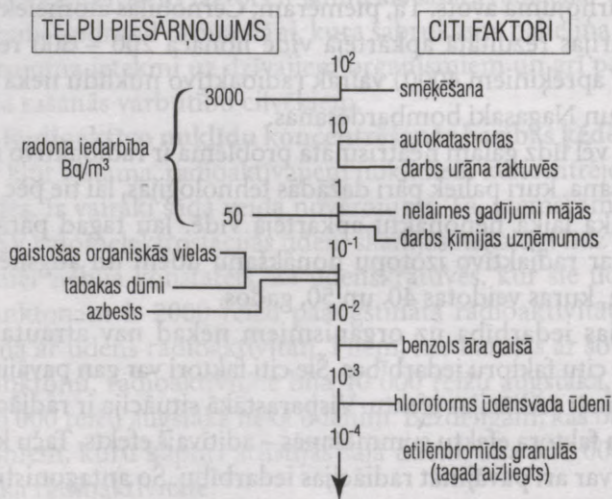 TELPU PIESĀRŅOJUMS
CITI FAKTORI
10²
3000
smēķēšana
10
autokatastrofas
radona iedarbība
Bq/m³
darbs urāna raktuvēs
1
50
nelaimes gadījumi mājās
darbs ķīmijas uzņēmumos
10⁻¹
gaistošas organiskās vielas
tabakas dūmi
azbests
10⁻²
benzols āra gaisā
10⁻³
hloroforms ūdensvada ūdenī
10⁻⁴
etilēnbromīds granulās
(tagad aizliegts)